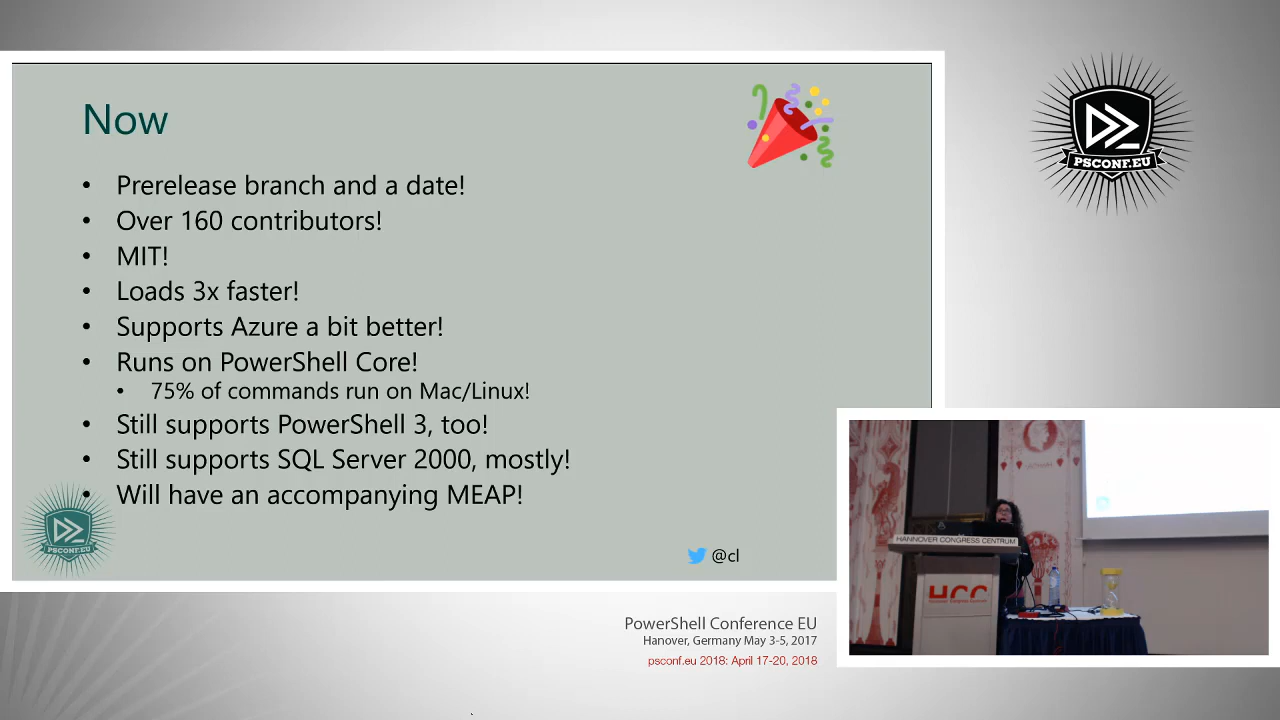 Now
• Prerelease branch and a date!
• Over 160 contributors!
• MIT!
• Loads 3x faster!
• Supports Azure a bit better!
• Runs on PowerShell Core!
• 75% of commands run on Mac/Linux!
• Still supports PowerShell 3, too!
• Still supports SQL Server 2000, mostly!
• Will have an accompanying MEAP!
PSCONF.EU
@cl
PSCONF.EU
HANNOVER CONGRESS CENTRUM
HCC
PowerShell Conference EU
Hanover, Germany May 3-5, 2017
psconf.eu 2018: April 17-20, 2018